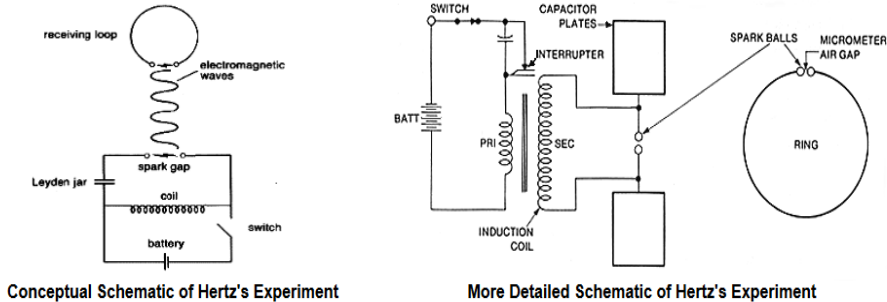 receiving loop
electromagnetic
waves
spark gap
Leyden jar
coil
switch
battery
Conceptual Schematic of Hertz's Experiment
SWITCH
CAPACITOR
PLATES
INTERRUPTER
BATT
PRI
SEC
INDUCTION
COIL
SPARK BALLS
MICROMETER
AIR GAP
RING
More Detailed Schematic of Hertz's Experiment